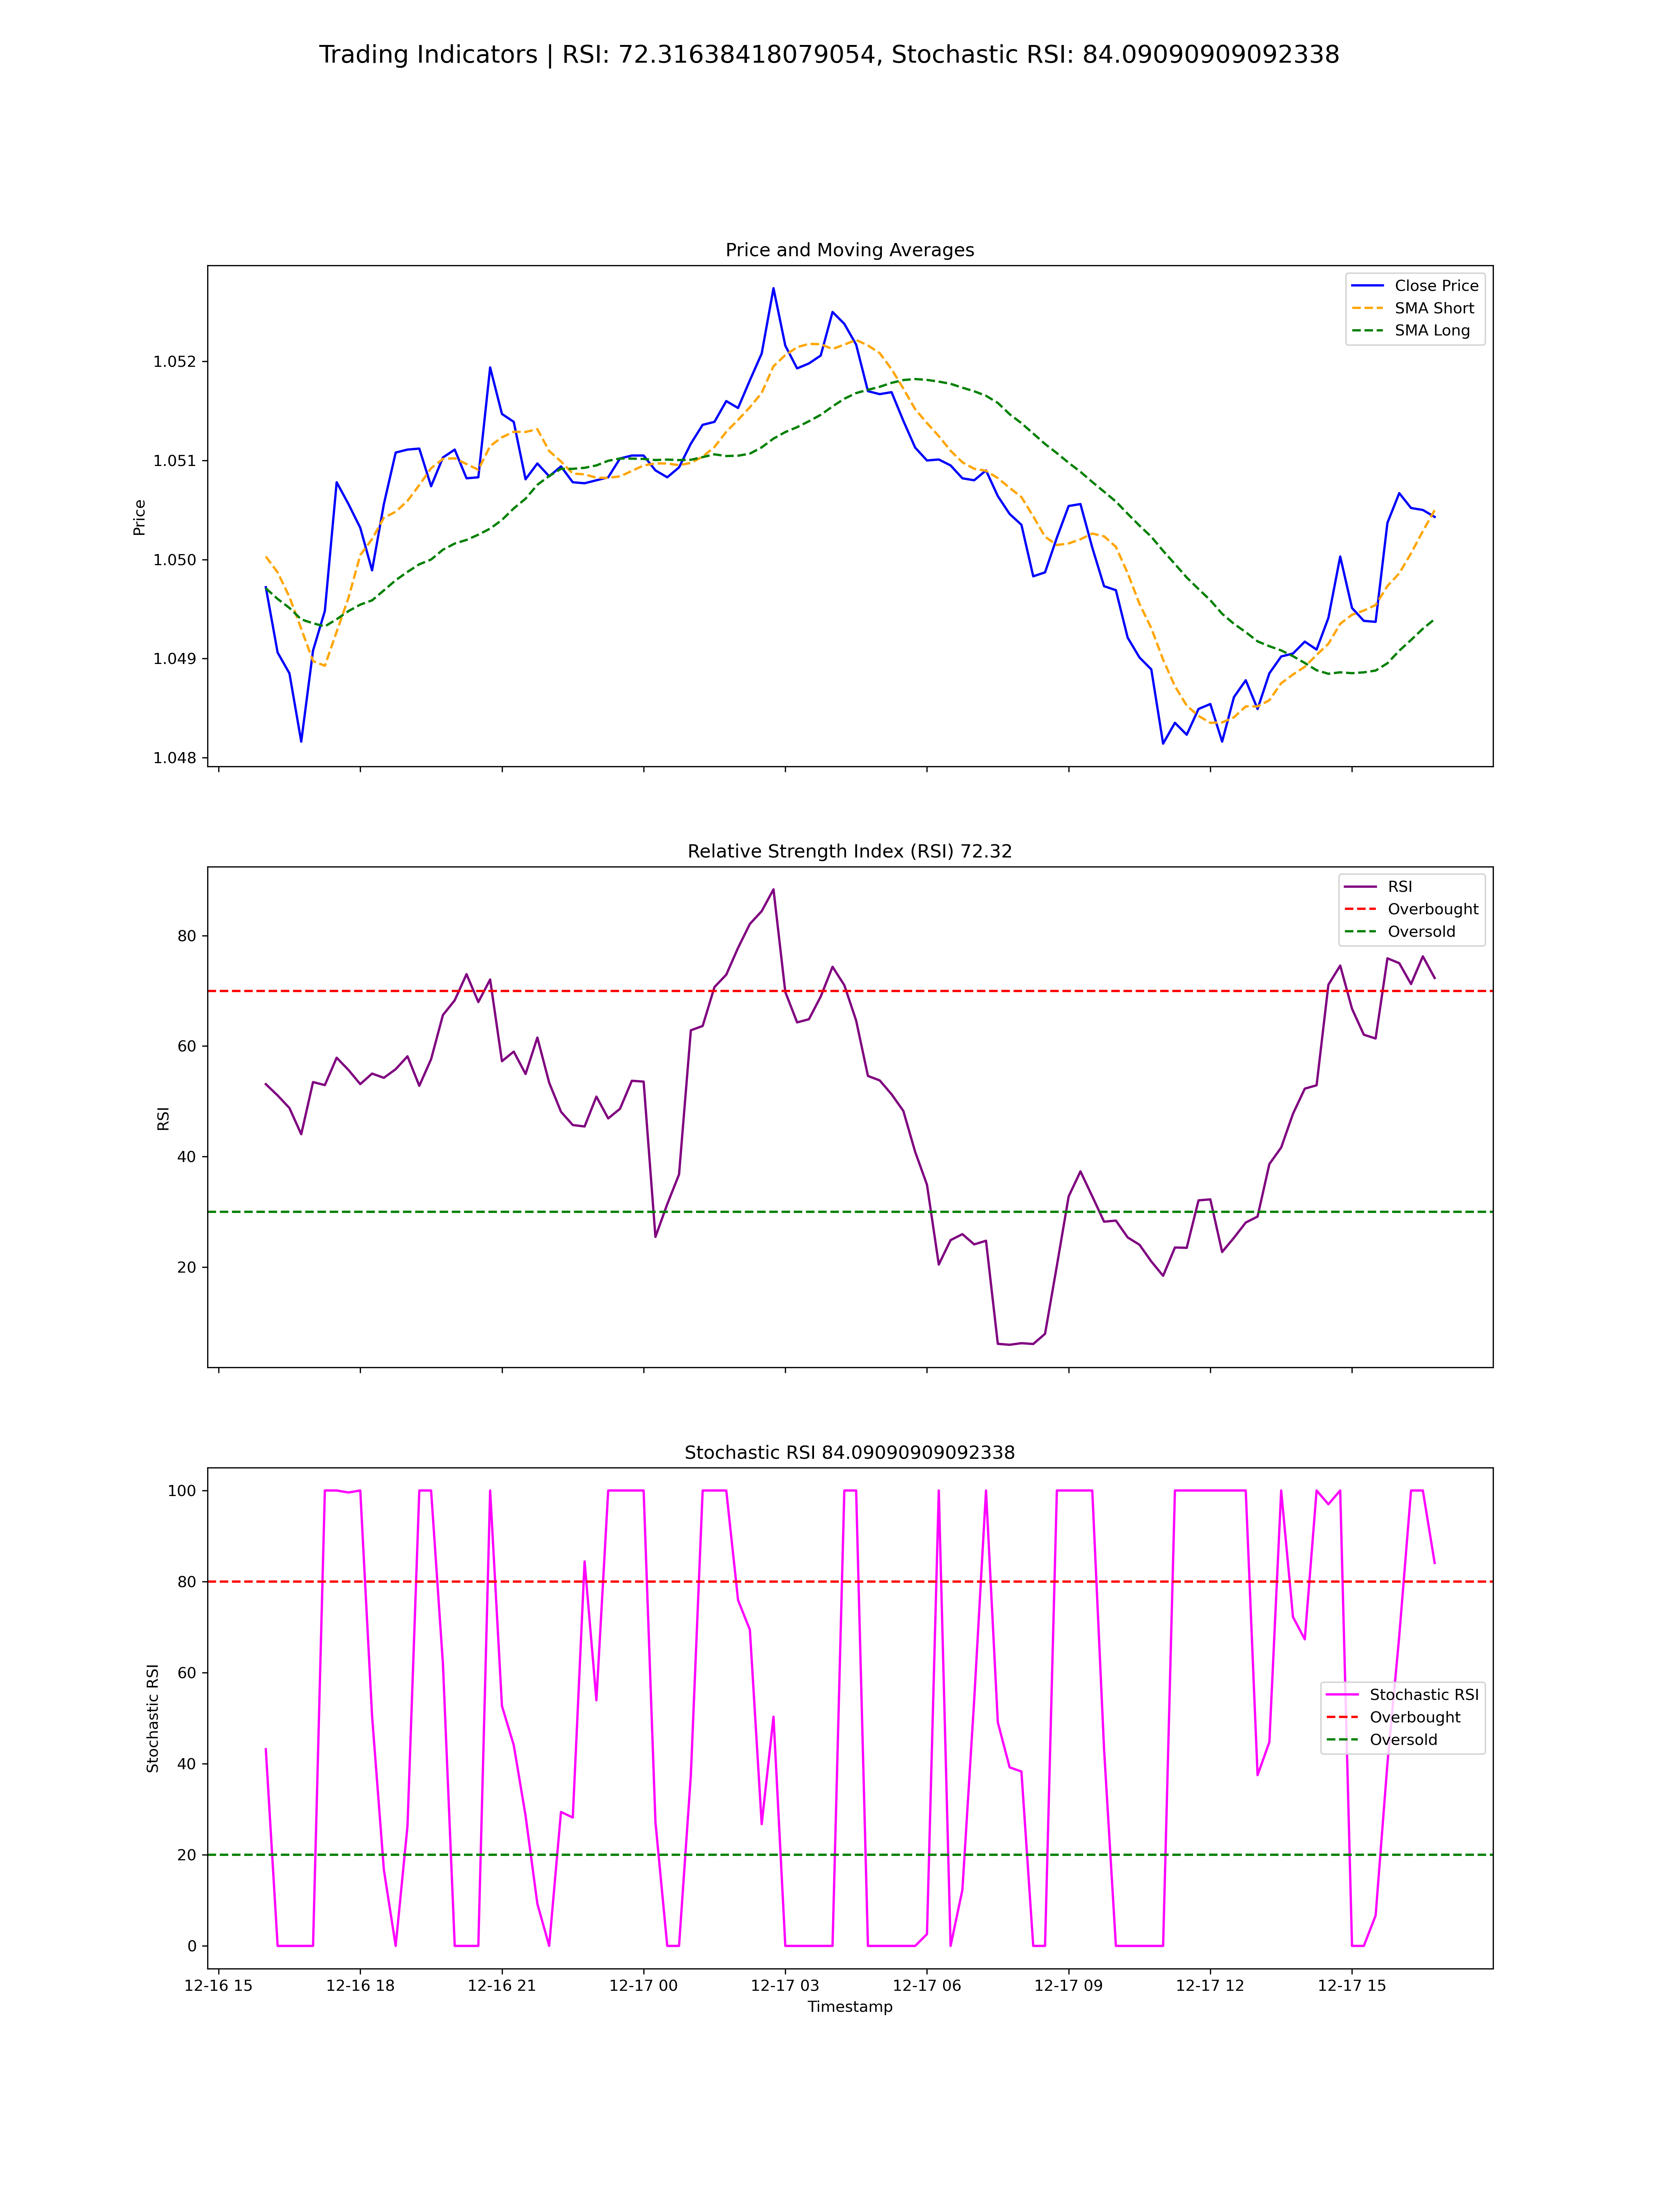 Trading Indicators | RSI: 72.31638418079054, Stochastic RSI: 84.09090909092338
Price and Moving Averages
Close Price
SMA Short
SMA Long
Price
1.052
1.051
1.050
1.049
1.048
Relative Strength Index (RSI) 72.32
RSI
Overbought
Oversold
RSI
80
60
40
20
Stochastic RSI 84.09090909092338
Stochastic RSI
100
80
60
40
20
0
Stochastic RSI
Overbought
Oversold
12-16 15
12-16 18
12-16 21
12-17 00
12-17 03
12-17 06
12-17 09
12-17 12
12-17 15
Timestamp